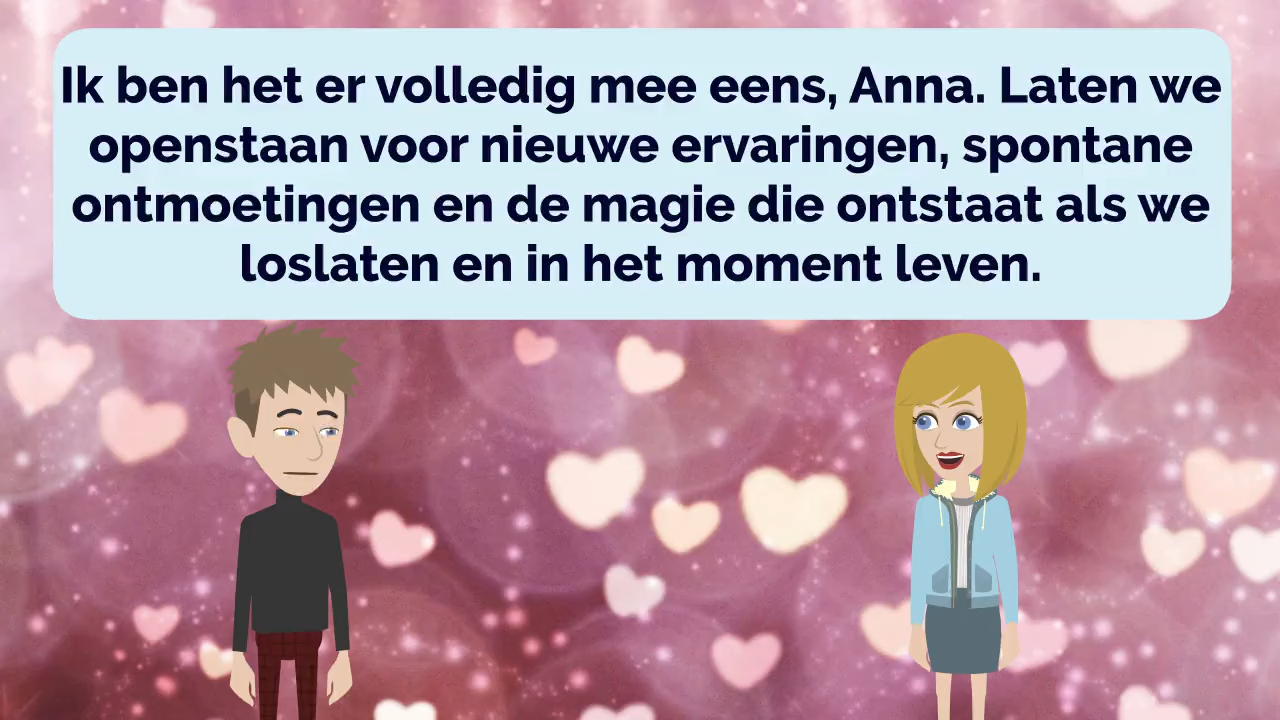 Ik ben het er volledig mee eens, Anna. Laten we
openstaan voor nieuwe ervaringen, spontane
ontmoetingen en de magie die ontstaat als we
loslaten en in het moment leven.